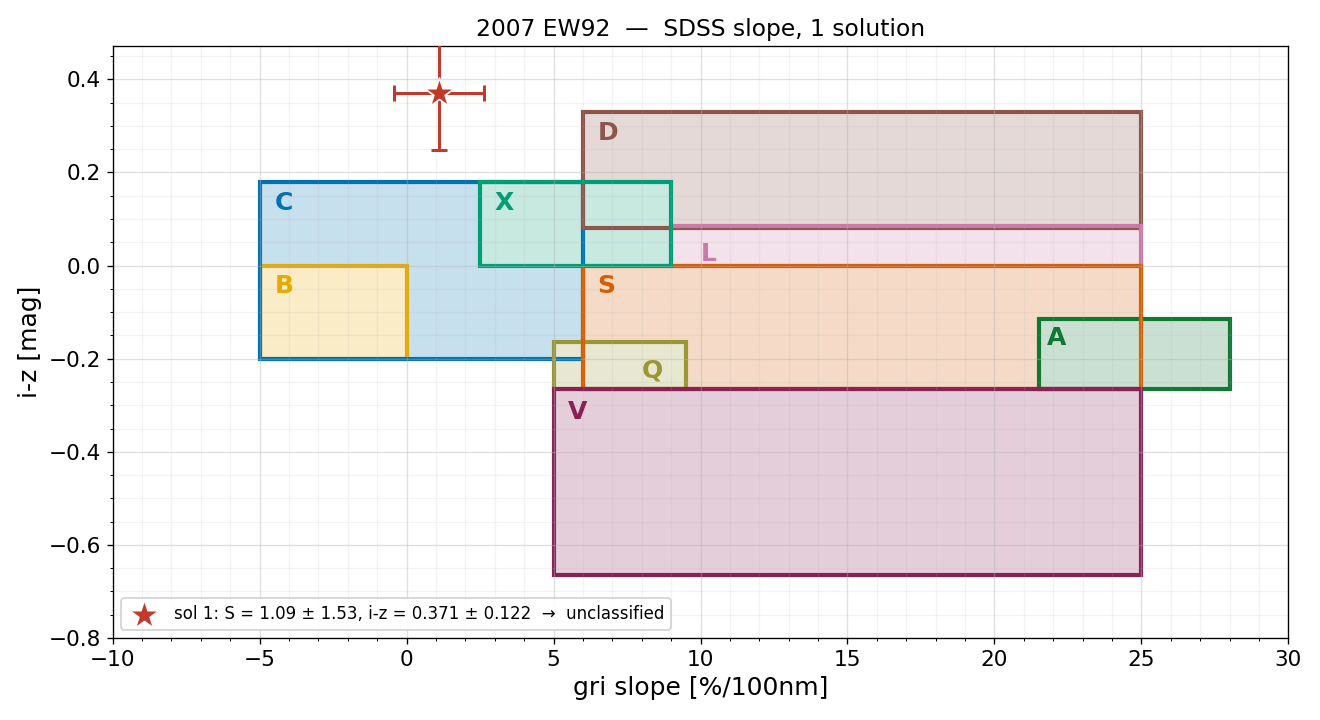 2007 EW92 — SDSS slope, 1 solution
i-z [mag]
0.4
0.2
0.0
−0.2
−0.4
−0.6
−0.8
D
C
X
L
B
S
A
Q
V
sol 1: S = 1.09 ± 1.53, i-z = 0.371 ± 0.122 → unclassified
−10 −5 0 5 10 15 20 25 30
gri slope [%/100nm]